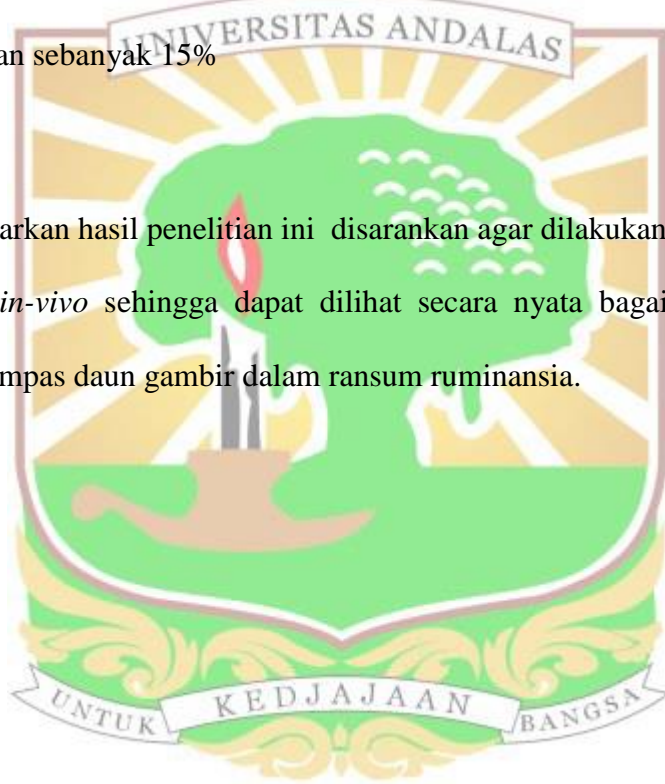 UNIVERSITAS ANDALAS
an sebanyak 15%
arkan hasil penelitian ini disarankan agar dilakukan
in-vivo sehingga dapat dilihat secara nyata bagai
mpas daun gambir dalam ransum ruminansia.
UNTUK KEDJAJAAN BANGSA